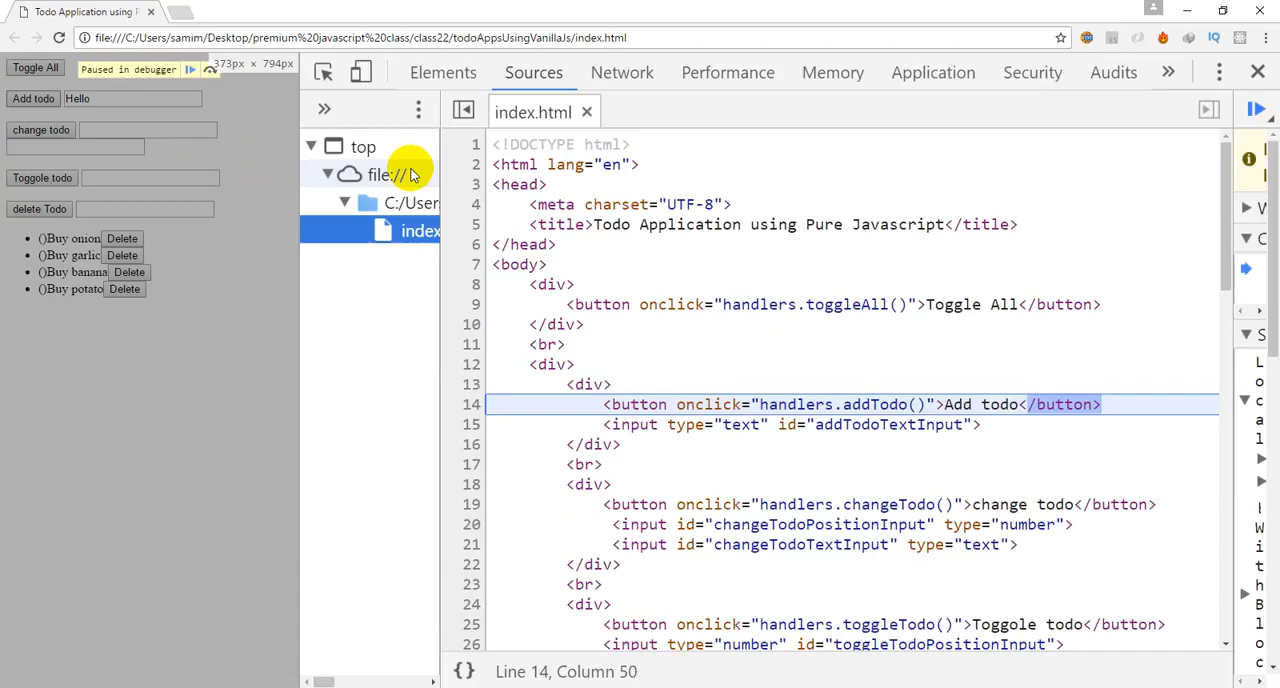 Todo Application using P
file:///C:/Users/samim/Desktop/premium%20javascript%20class/class22/todoAppsUsingVanillaJs/index.html
IQ
Toggle All
Paused in debugger
373px × 794px
Add todo Hello
change todo
Toggole todo
delete Todo
()Buy onion Delete
()Buy garlic Delete
()Buy banana Delete
()Buy potato Delete
Elements Sources Network Performance Memory Application Security Audits
index.html
top
file://
C:/Users
index
1 <!DOCTYPE html>
2 <html lang="en">
3 <head>
4 <meta charset="UTF-8">
5 <title>Todo Application using Pure Javascript</title>
6 </head>
7 <body>
8 <div>
9 <button onclick="handlers.toggleAll()">Toggle All</button>
10 </div>
11 <br>
12 <div>
13 <div>
14 <button onclick="handlers.addTodo()">Add todo</button>
15 <input type="text" id="addTodoTextInput">
16 </div>
17 <br>
18 <div>
19 <button onclick="handlers.changeTodo()">change todo</button>
20 <input id="changeTodoPositionInput" type="number">
21 <input id="changeTodoTextInput" type="text">
22 </div>
23 <br>
24 <div>
25 <button onclick="handlers.toggleTodo()">Toggole todo</button>
26 <input type="number" id="toggleTodoPositionInput">
{} Line 14, Column 50
W
C
S
L
o
c
a
l
W
i
t
h
B
l
o
c